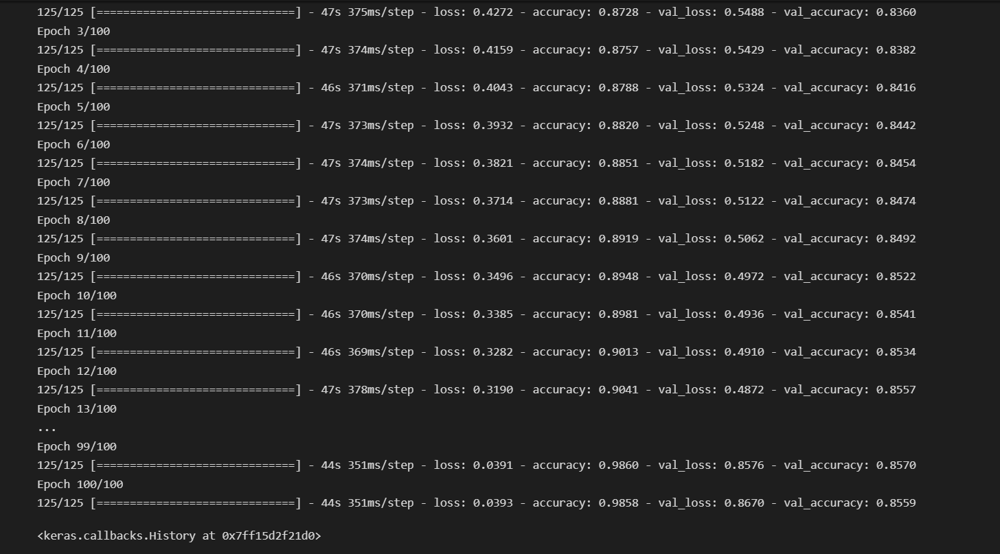 125/125 [==============================] - 47s 375ms/step - loss: 0.4272 - accuracy: 0.8728 - val_loss: 0.5488 - val_accuracy: 0.8360
Epoch 3/100
125/125 [==============================] - 47s 374ms/step - loss: 0.4159 - accuracy: 0.8757 - val_loss: 0.5429 - val_accuracy: 0.8382
Epoch 4/100
125/125 [==============================] - 46s 371ms/step - loss: 0.4043 - accuracy: 0.8788 - val_loss: 0.5324 - val_accuracy: 0.8416
Epoch 5/100
125/125 [==============================] - 47s 373ms/step - loss: 0.3932 - accuracy: 0.8820 - val_loss: 0.5248 - val_accuracy: 0.8442
Epoch 6/100
125/125 [==============================] - 47s 374ms/step - loss: 0.3821 - accuracy: 0.8851 - val_loss: 0.5182 - val_accuracy: 0.8454
Epoch 7/100
125/125 [==============================] - 47s 373ms/step - loss: 0.3714 - accuracy: 0.8881 - val_loss: 0.5122 - val_accuracy: 0.8474
Epoch 8/100
125/125 [==============================] - 47s 374ms/step - loss: 0.3601 - accuracy: 0.8919 - val_loss: 0.5062 - val_accuracy: 0.8492
Epoch 9/100
125/125 [==============================] - 46s 370ms/step - loss: 0.3496 - accuracy: 0.8948 - val_loss: 0.4972 - val_accuracy: 0.8522
Epoch 10/100
125/125 [==============================] - 46s 370ms/step - loss: 0.3385 - accuracy: 0.8981 - val_loss: 0.4936 - val_accuracy: 0.8541
Epoch 11/100
125/125 [==============================] - 46s 369ms/step - loss: 0.3282 - accuracy: 0.9013 - val_loss: 0.4910 - val_accuracy: 0.8534
Epoch 12/100
125/125 [==============================] - 47s 378ms/step - loss: 0.3190 - accuracy: 0.9041 - val_loss: 0.4872 - val_accuracy: 0.8557
Epoch 13/100
...
Epoch 99/100
125/125 [==============================] - 44s 351ms/step - loss: 0.0391 - accuracy: 0.9860 - val_loss: 0.8576 - val_accuracy: 0.8570
Epoch 100/100
125/125 [==============================] - 44s 351ms/step - loss: 0.0393 - accuracy: 0.9858 - val_loss: 0.8670 - val_accuracy: 0.8559
<keras.callbacks.History at 0x7ff15d2f21d0>